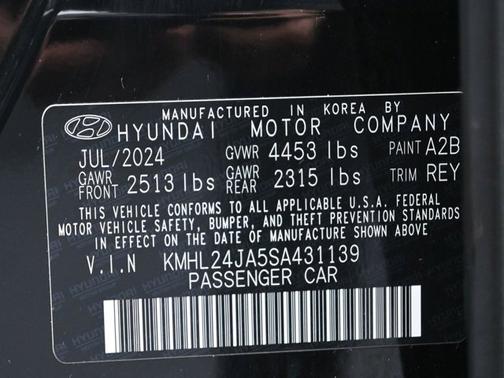 MANUFACTURED IN KOREA BY
HYUNDAI MOTOR COMPANY
JUL/2024 GVWR 4453 lbs PAINT A2B
GAWR FRONT 2513 lbs GAWR REAR 2315 lbs TRIM REY
THIS VEHICLE CONFORMS TO ALL APPLICABLE U.S.A. FEDERAL
MOTOR VEHICLE SAFETY, BUMPER, AND THEFT PREVENTION STANDARDS
IN EFFECT ON THE DATE OF MANUFACTURE SHOWN ABOVE
V.I.N KMHL24JA5SA431139
PASSENGER CAR